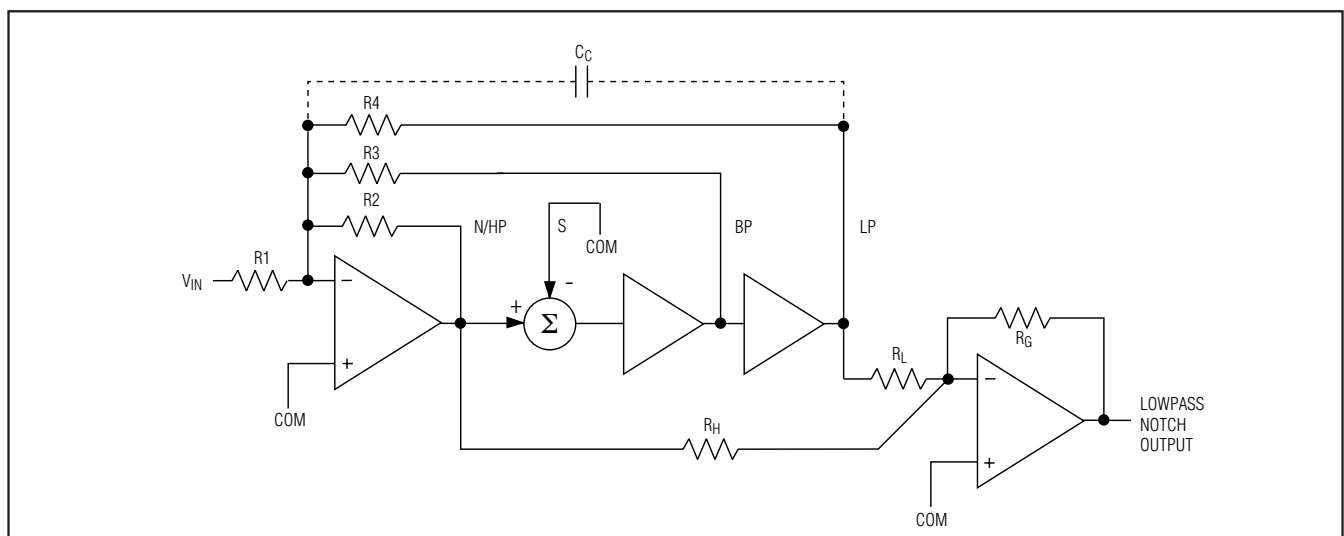 CC
R4
R3
R2
N/HP
S
COM
BP
LP
R1
VIN
−
+
COM
+
-
Σ
RL
RG
RH
−
+
COM
LOWPASS
NOTCH
OUTPUT